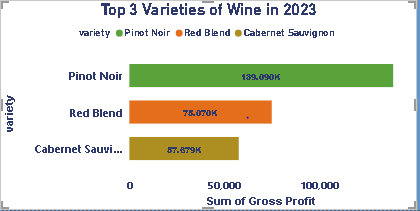 Top 3 Varieties of Wine in 2023
variety Pinot Noir Red Blend Cabernet Sauvignon
Pinot Noir 139.090K
Red Blend 75.070K
Cabernet Sauvi... 57.679K
variety
0 50,000 100,000
Sum of Gross Profit